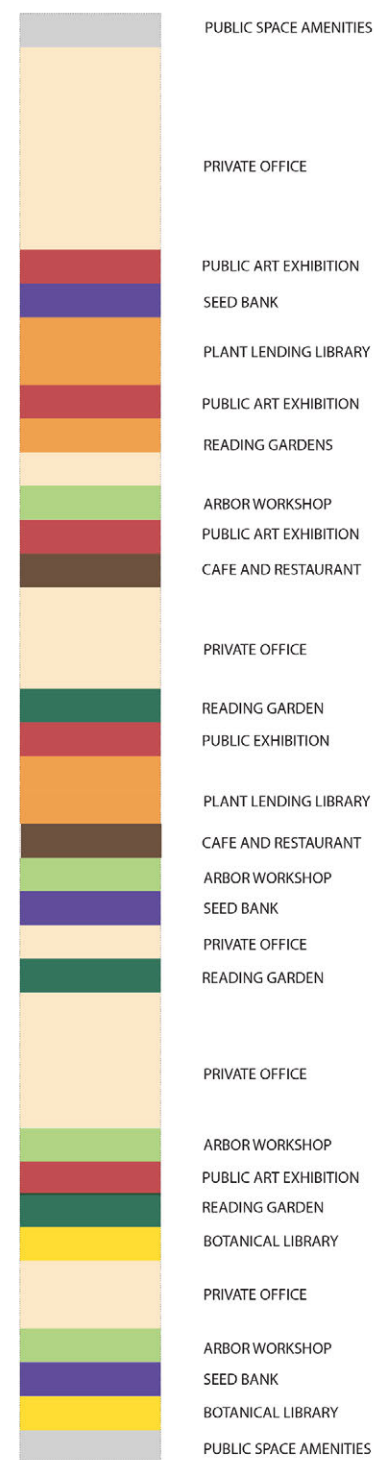 PUBLIC SPACE AMENITIES
PRIVATE OFFICE
PUBLIC ART EXHIBITION
SEED BANK
PLANT LENDING LIBRARY
PUBLIC ART EXHIBITION
READING GARDENS
ARBOR WORKSHOP
PUBLIC ART EXHIBITION
CAFE AND RESTAURANT
PRIVATE OFFICE
READING GARDEN
PUBLIC EXHIBITION
PLANT LENDING LIBRARY
CAFE AND RESTAURANT
ARBOR WORKSHOP
SEED BANK
PRIVATE OFFICE
READING GARDEN
PRIVATE OFFICE
ARBOR WORKSHOP
PUBLIC ART EXHIBITION
READING GARDEN
BOTANICAL LIBRARY
PRIVATE OFFICE
ARBOR WORKSHOP
SEED BANK
BOTANICAL LIBRARY
PUBLIC SPACE AMENITIES